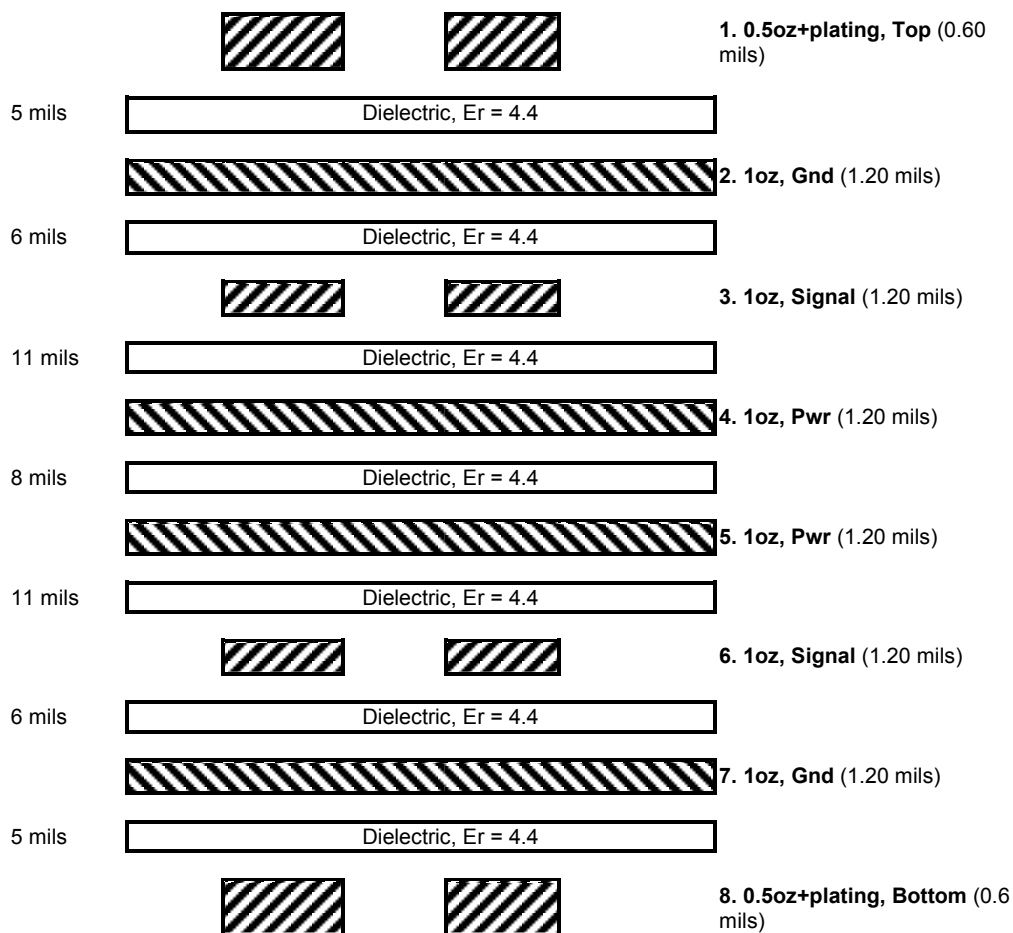 1. 0.5oz+plating, Top (0.60
mils)
5 mils
Dielectric, Er = 4.4
2. 1oz, Gnd (1.20 mils)
6 mils
Dielectric, Er = 4.4
3. 1oz, Signal (1.20 mils)
11 mils
Dielectric, Er = 4.4
4. 1oz, Pwr (1.20 mils)
8 mils
Dielectric, Er = 4.4
5. 1oz, Pwr (1.20 mils)
11 mils
Dielectric, Er = 4.4
6. 1oz, Signal (1.20 mils)
6 mils
Dielectric, Er = 4.4
7. 1oz, Gnd (1.20 mils)
5 mils
Dielectric, Er = 4.4
8. 0.5oz+plating, Bottom (0.6
mils)